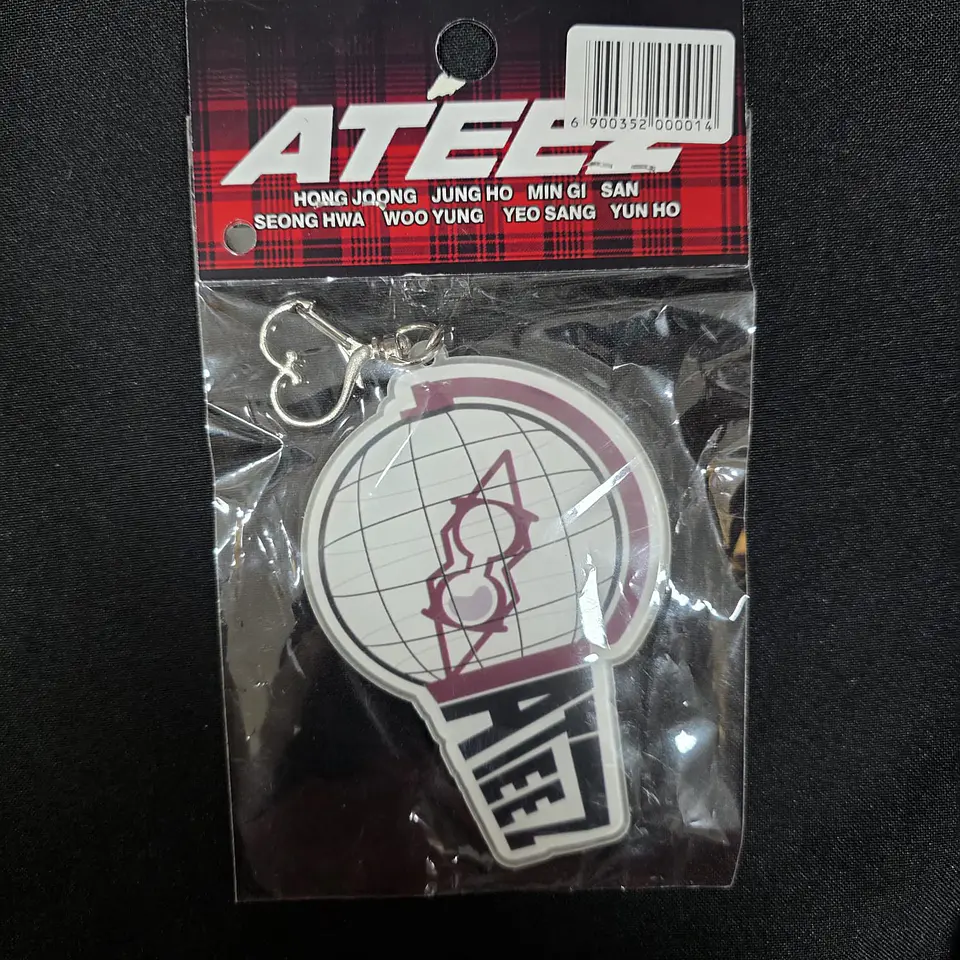 ATÉEZ
6 900352 000014
HONG JOONG JUNG HO MIN GI SAN
SEONG HWA WOO YUNG YEO SANG YUN HO
ATEEZ